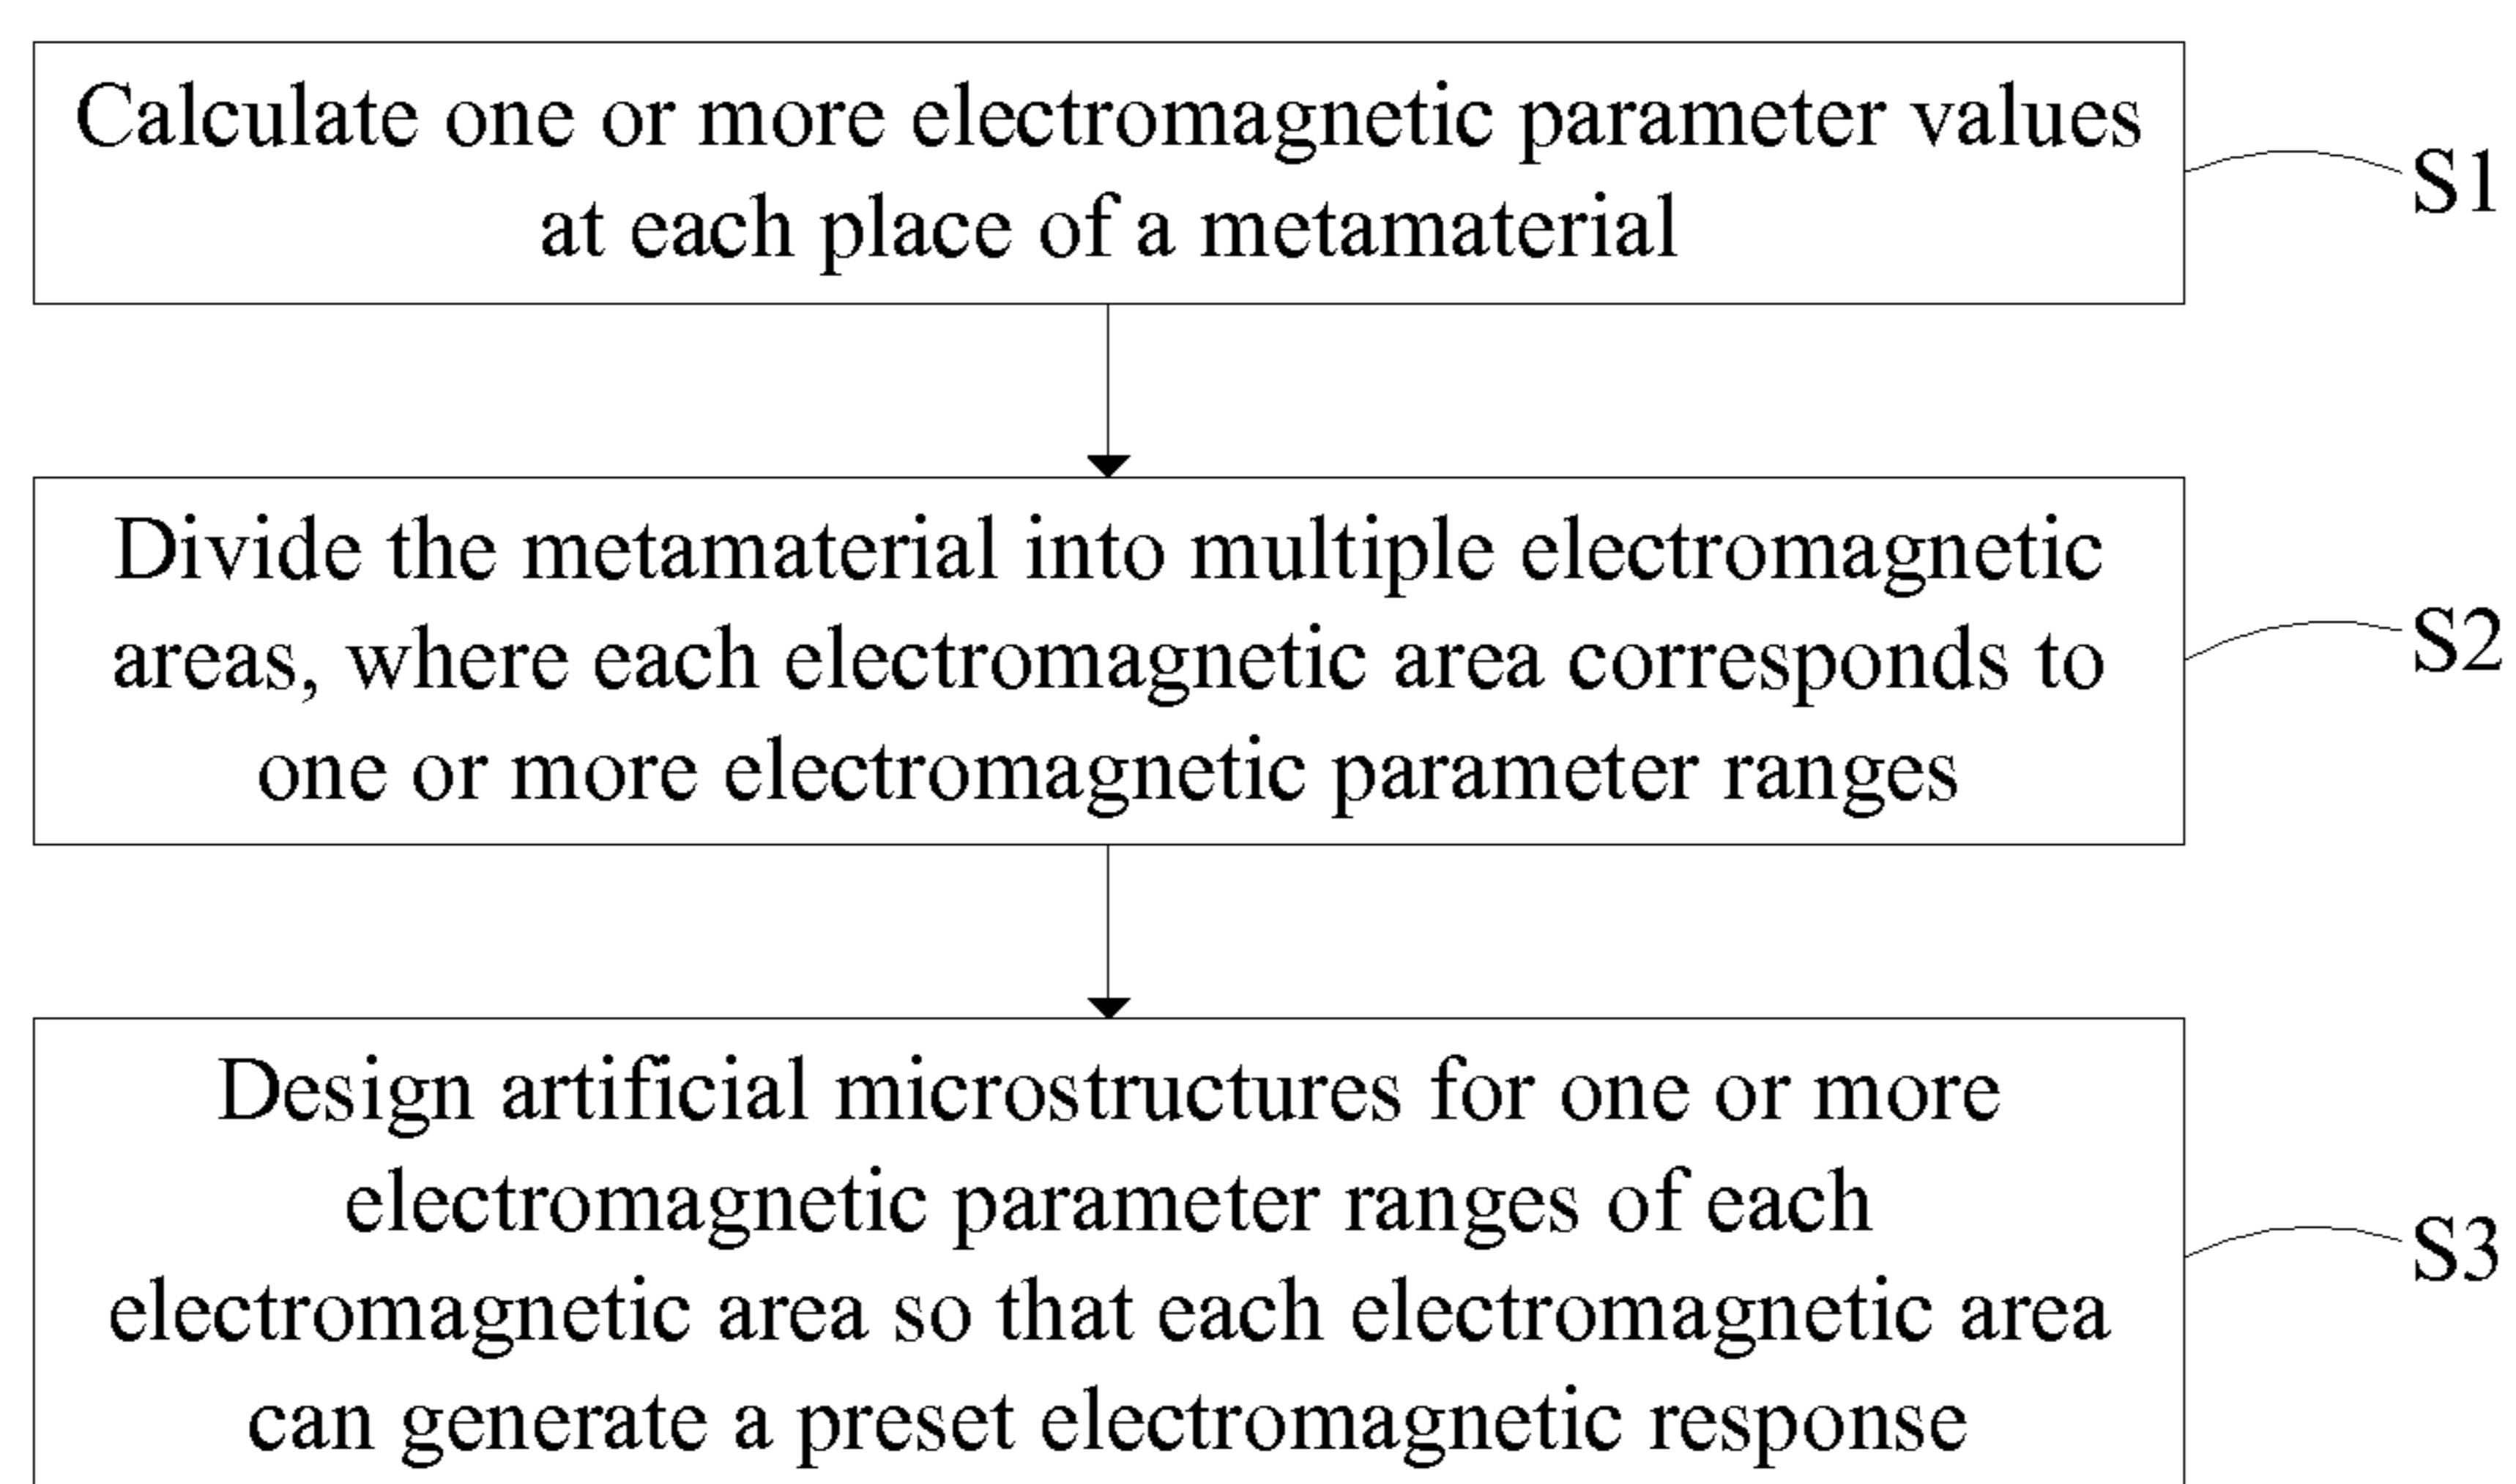 Calculate one or more electromagnetic parameter values
at each place of a metamaterial
S1
Divide the metamaterial into multiple electromagnetic
areas, where each electromagnetic area corresponds to
one or more electromagnetic parameter ranges
S2
Design artificial microstructures for one or more
electromagnetic parameter ranges of each
electromagnetic area so that each electromagnetic area
can generate a preset electromagnetic response
S3